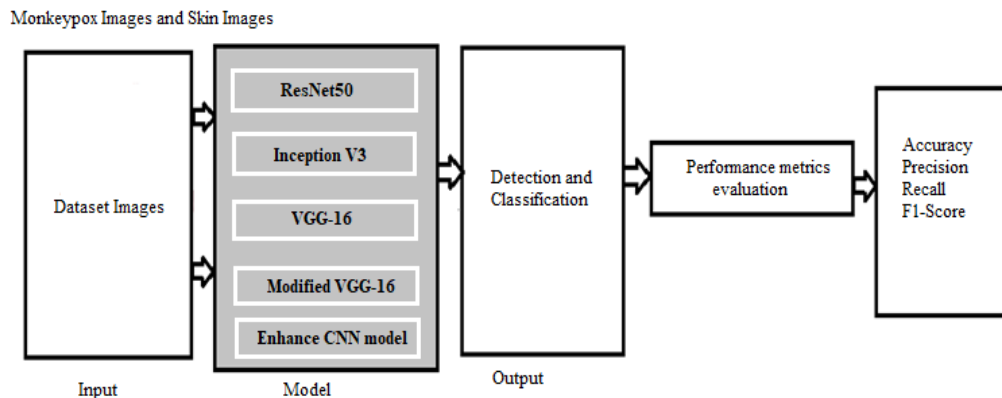 Monkeypox Images and Skin Images
Dataset Images
ResNet50
Inception V3
VGG-16
Modified VGG-16
Enhance CNN model
Detection and
Classification
Performance metrics
evaluation
Accuracy
Precision
Recall
F1-Score
Input
Model
Output